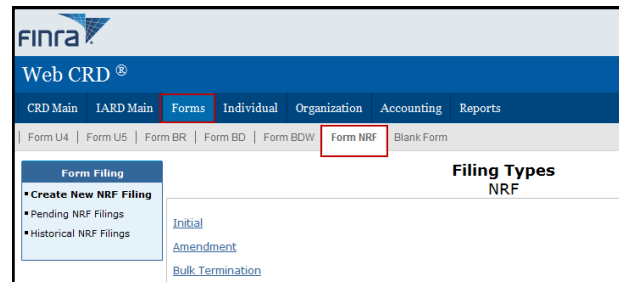 Finra
Web CRD ®
CRD Main IARD Main Forms Individual Organization Accounting Reports
| Form U4 | Form U5 | Form BR | Form BD | Form BDW Form NRF Blank Form
Form Filing
▪ Create New NRF Filing
▪ Pending NRF Filings
▪ Historical NRF Filings
Filing Types
NRF
Initial
Amendment
Bulk Termination